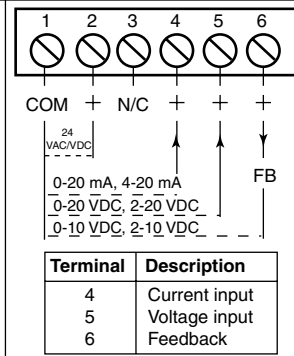 1 2 3 4 5 6
COM + N/C + + +
24
VAC/VDC
FB
0-20 mA, 4-20 mA
0-20 VDC, 2-20 VDC
0-10 VDC, 2-10 VDC
Terminal Description
4 Current input
5 Voltage input
6 Feedback